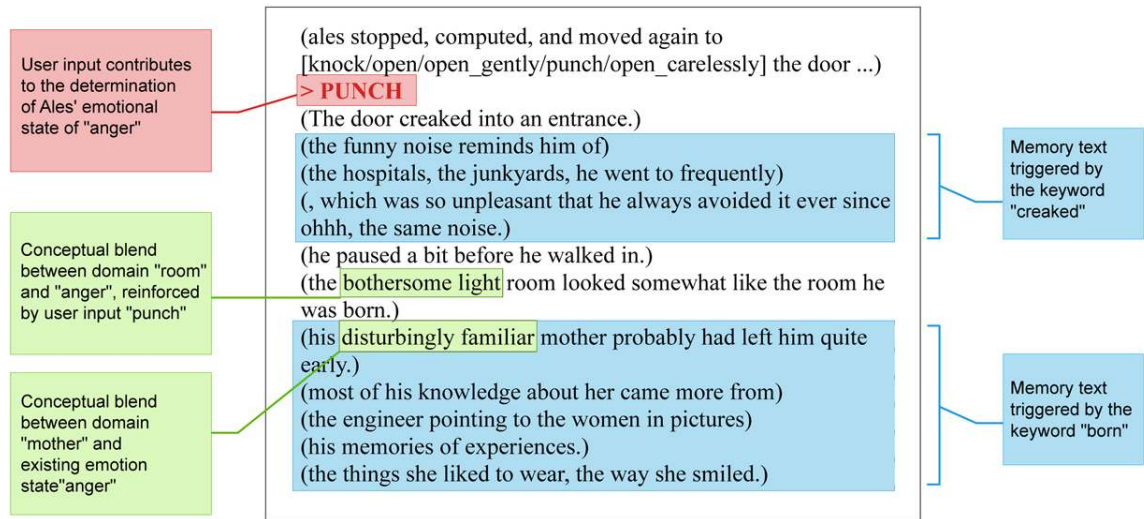 User input contributes
to the determination
of Ales' emotional
state of "anger"
Conceptual blend
between domain "room"
and "anger", reinforced
by user input "punch"
Conceptual blend
between domain
"mother" and
existing emotion
state"anger"
(ales stopped, computed, and moved again to
[knock/open/open_gently/punch/open_carelessly] the door ...)
> PUNCH
(The door creaked into an entrance.)
(the funny noise reminds him of)
(the hospitals, the junkyards, he went to frequently)
(, which was so unpleasant that he always avoided it ever since
ohhh, the same noise.)
(he paused a bit before he walked in.)
(the bothersome light room looked somewhat like the room he
was born.)
(his disturbingly familiar mother probably had left him quite
early.)
(most of his knowledge about her came more from)
(the engineer pointing to the women in pictures)
(his memories of experiences.)
(the things she liked to wear, the way she smiled.)
Memory text
triggered by
the keyword
"creaked"
Memory text
triggered by the
keyword "born"